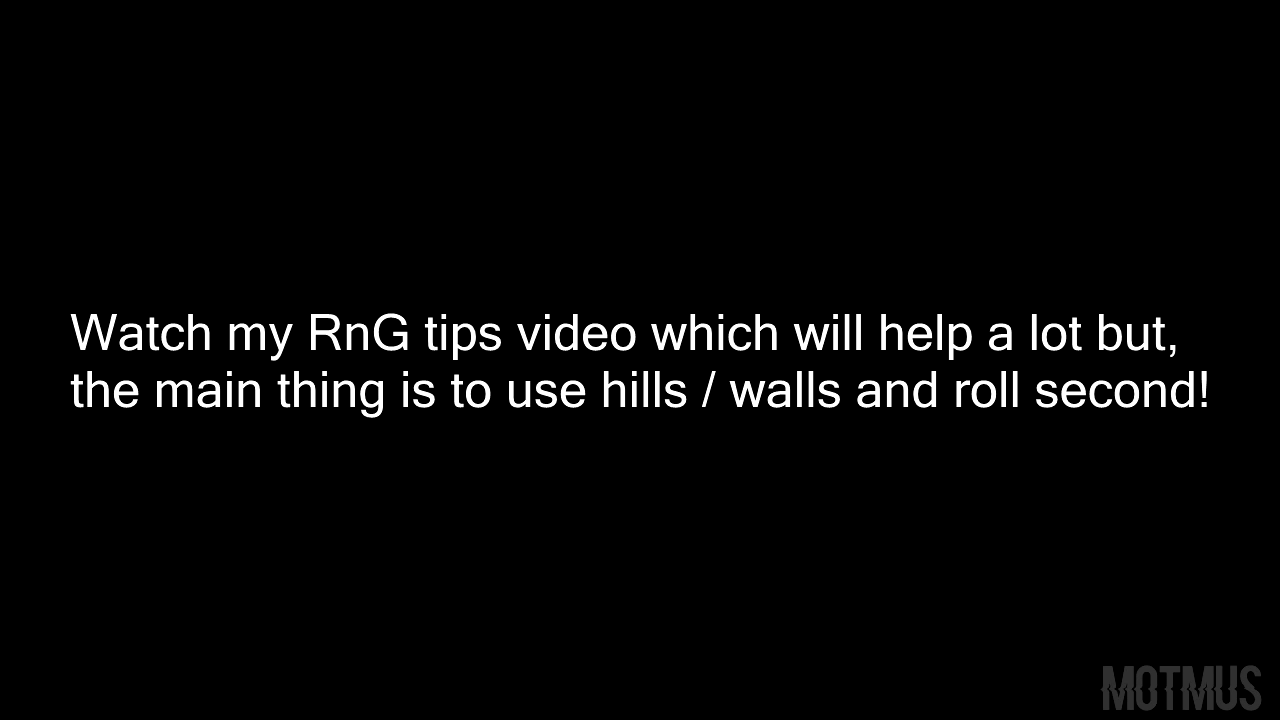 Watch my RnG tips video which will help a lot but,
the main thing is to use hills / walls and roll second!
MOTMUS